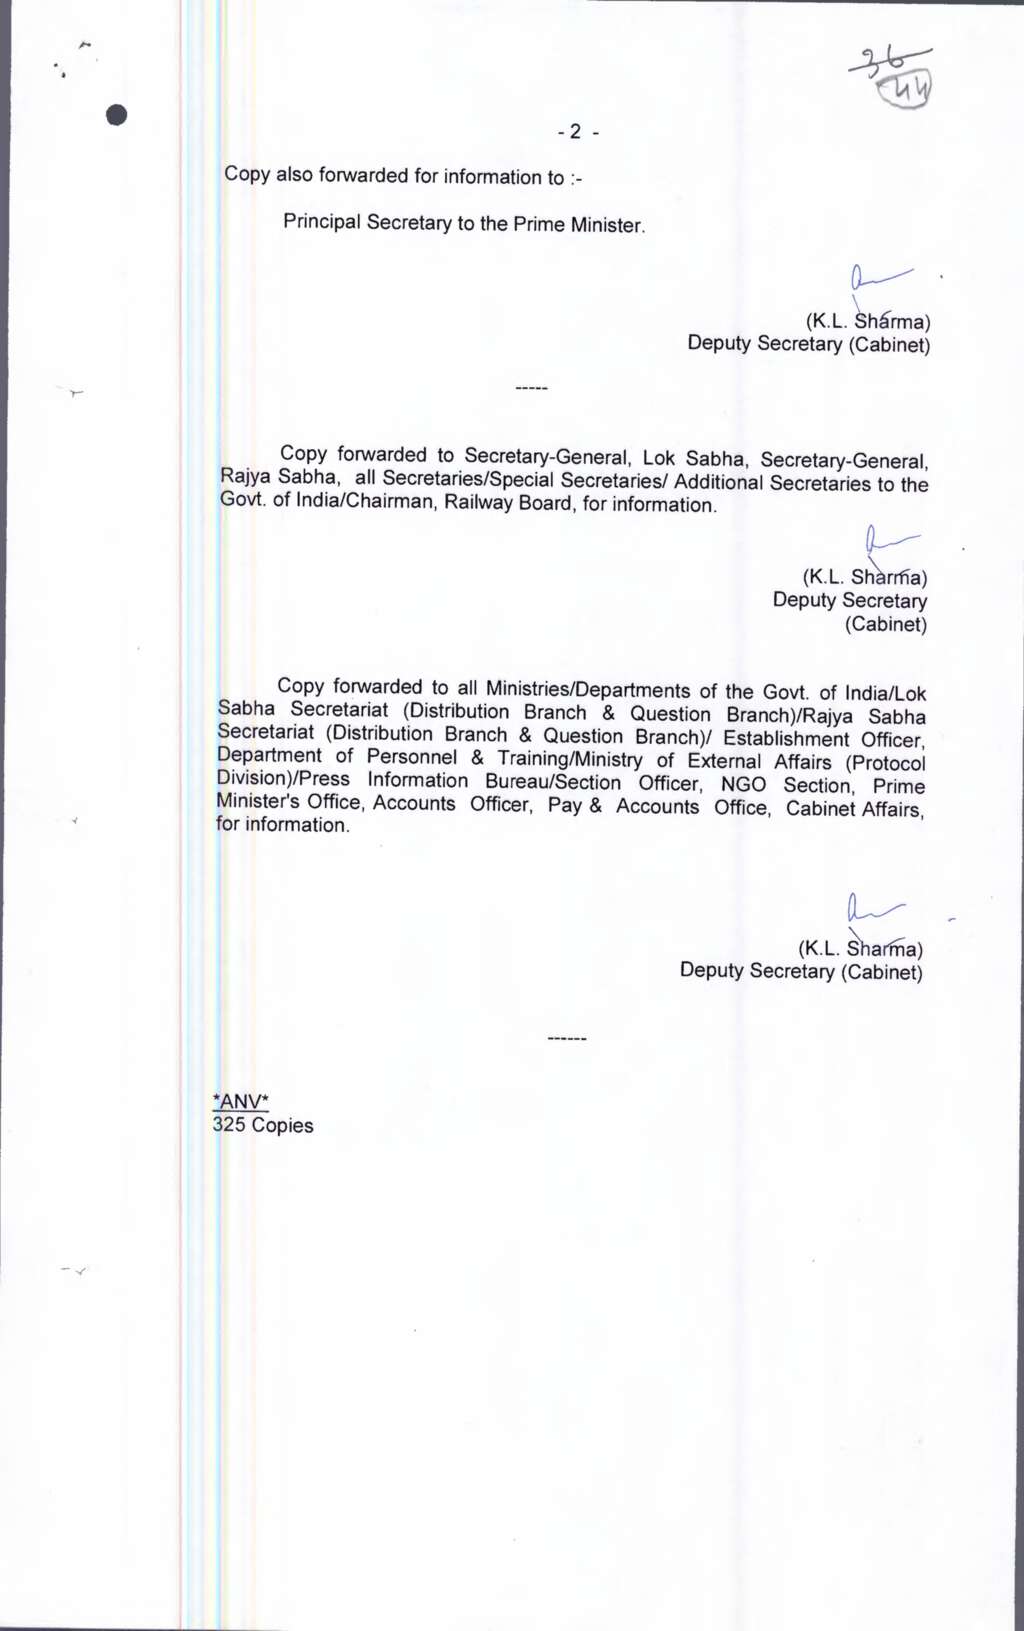 36
44
- 2 -
Copy also forwarded for information to :-
Principal Secretary to the Prime Minister.
(K.L. Sharma)
Deputy Secretary (Cabinet)
-----
Copy forwarded to Secretary-General, Lok Sabha, Secretary-General,
Rajya Sabha, all Secretaries/Special Secretaries/ Additional Secretaries to the
Govt. of India/Chairman, Railway Board, for information.
(K.L. Sharma)
Deputy Secretary
(Cabinet)
Copy forwarded to all Ministries/Departments of the Govt. of India/Lok
Sabha Secretariat (Distribution Branch & Question Branch)/Rajya Sabha
Secretariat (Distribution Branch & Question Branch)/ Establishment Officer,
Department of Personnel & Training/Ministry of External Affairs (Protocol
Division)/Press Information Bureau/Section Officer, NGO Section, Prime
Minister's Office, Accounts Officer, Pay & Accounts Office, Cabinet Affairs,
for information.
(K.L. Sharma)
Deputy Secretary (Cabinet)
------
*ANV*
325 Copies